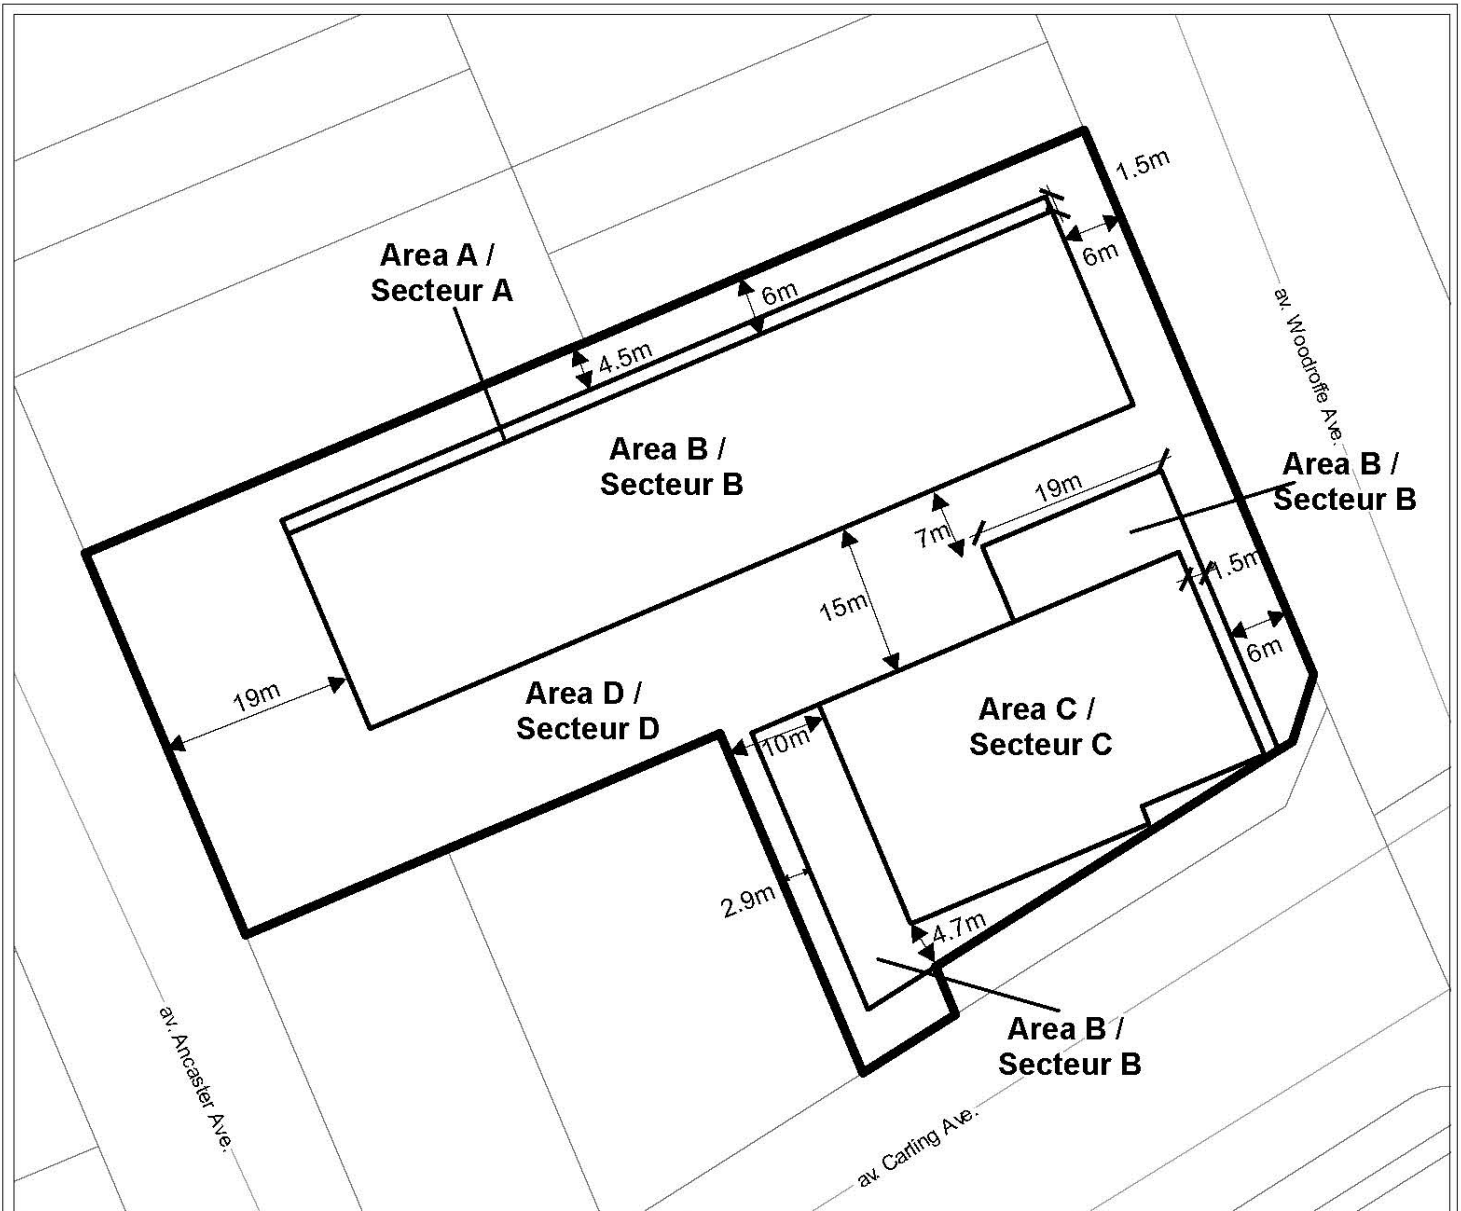 1.5m
6m
Area A /
Secteur A
6m
4.5m
av. Woodroffe Ave.
Area B /
Secteur B
Area B /
Secteur B
19m
7m
1.5m
15m
6m
19m
Area D /
Secteur D
Area C /
Secteur C
10m
2.9m
4.7m
Area B /
Secteur B
av. Ancaster Ave.
av. Carling Ave.